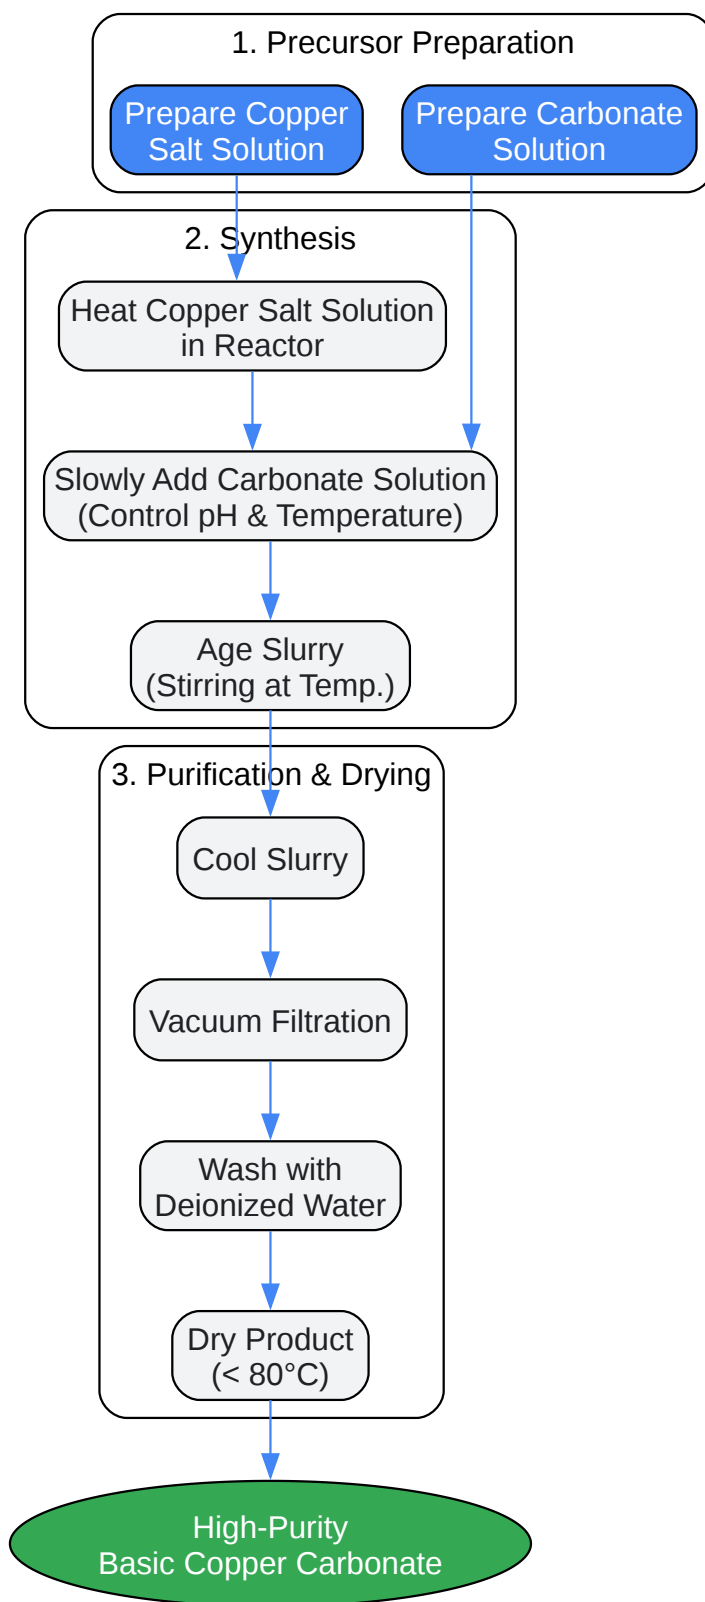 1. Precursor Preparation
Prepare Copper
Salt Solution
Prepare Carbonate
Solution
2. Synthesis
Heat Copper Salt Solution
in Reactor
Slowly Add Carbonate Solution
(Control pH & Temperature)
Age Slurry
(Stirring at Temp.)
3. Purification & Drying
Cool Slurry
Vacuum Filtration
Wash with
Deionized Water
Dry Product
(< 80°C)
High-Purity
Basic Copper Carbonate